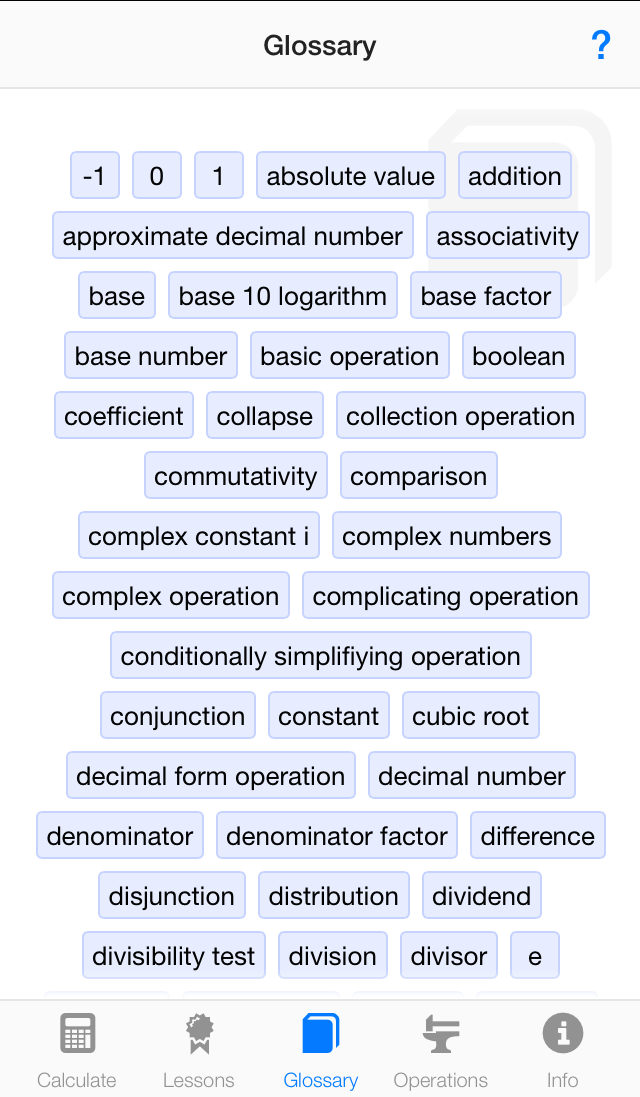 Glossary ?
-1 0 1 absolute value addition
approximate decimal number associativity
base base 10 logarithm base factor
base number basic operation boolean
coefficient collapse collection operation
commutativity comparison
complex constant i complex numbers
complex operation complicating operation
conditionally simplifiying operation
conjunction constant cubic root
decimal form operation decimal number
denominator denominator factor difference
disjunction distribution dividend
divisibility test division divisor e
Calculate Lessons Glossary Operations Info